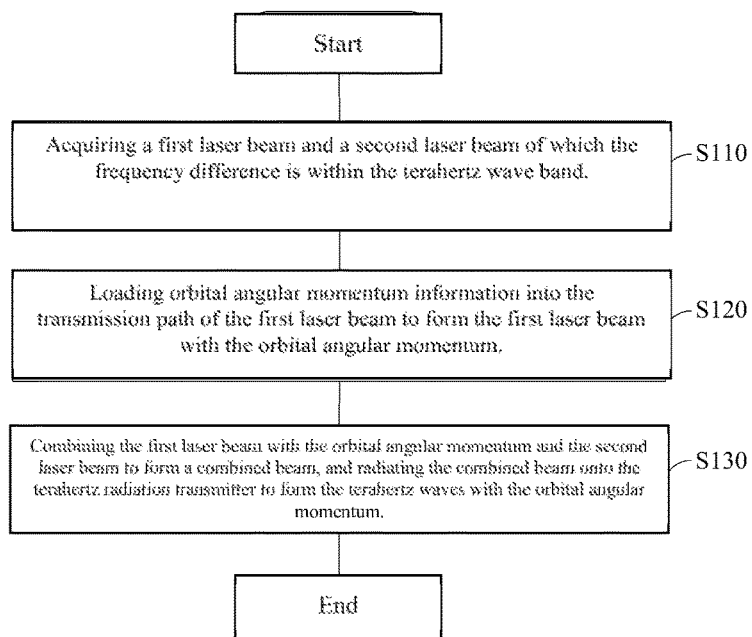 Start
Acquiring a first laser beam and a second laser beam of which the
frequency difference is within the terahertz wave band.
S110
Loading orbital angular momentum information into the
transmission path of the first laser beam to form the first laser beam
with the orbital angular momentum.
S120
Combining the first laser beam with the orbital angular momentum and the second
laser beam to form a combined beam, and radiating the combined beam onto the
terahertz radiation transmitter to form the terahertz waves with the orbital angular
momentum.
S130
End